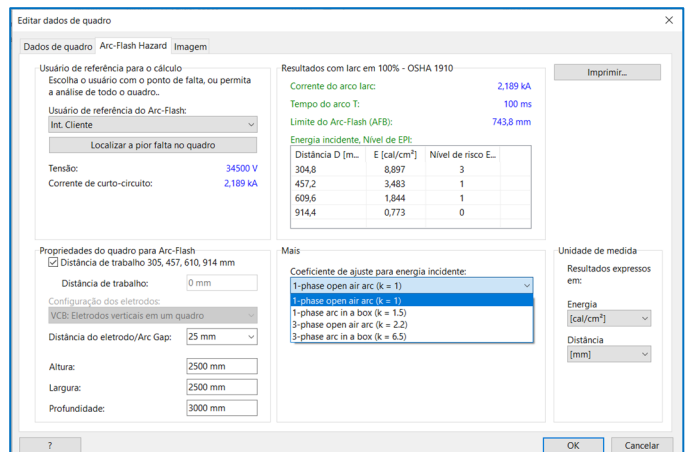 Editar dados de quadro
Dados de quadro Arc-Flash Hazard Imagem
Usuário de referência para o cálculo
Escolha o usuário com o ponto de falta, ou permita
a análise de todo o quadro..
Usuário de referência do Arc-Flash:
Int. Cliente
Localizar a pior falta no quadro
Tensão: 34500 V
Corrente de curto-circuito: 2,189 kA
Resultados com Iarc em 100% - OSHA 1910
Corrente do arco Iarc: 2,189 kA
Tempo do arco T: 100 ms
Limite do Arc-Flash (AFB): 743,8 mm
Energia incidente, Nível de EPI:
Distância D [m... E [cal/cm²] Nível de risco E...
304,8 8,897 3
457,2 3,483 1
609,6 1,844 1
914,4 0,773 0
Imprimir...
Propriedades do quadro para Arc-Flash
Distância de trabalho 305, 457, 610, 914 mm
Distância de trabalho: 0 mm
Configuração dos eletrodos:
VCB: Eletrodos verticais em um quadro
Distância do eletrodo/Arc Gap: 25 mm
Altura: 2500 mm
Largura: 2500 mm
Profundidade: 3000 mm
Mais
Coeficiente de ajuste para energia incidente:
1-phase open air arc (k = 1)
1-phase open air arc (k = 1)
1-phase arc in a box (k = 1.5)
3-phase open air arc (k = 2.2)
3-phase arc in a box (k = 6.5)
Unidade de medida
Resultados expressos
em:
Energia
[cal/cm²]
Distância
[mm]
? OK Cancelar